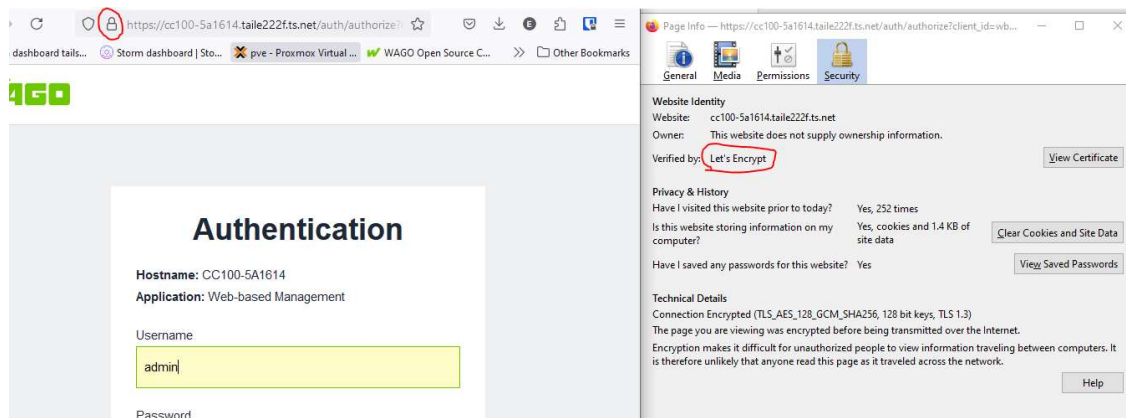 https://cc100-5a1614.taile222f.ts.net/auth/authorize?
dashboard tails...
Storm dashboard | Sto...
pve - Proxmox Virtual ...
WAGO Open Source C...
Other Bookmarks
WAGO
Authentication
Hostname: CC100-5A1614
Application: Web-based Management
Username
admin
Password
Page Info — https://cc100-5a1614.taile222f.ts.net/auth/authorize?client_id=wb...
General
Media
Permissions
Security
Website Identity
Website: cc100-5a1614.taile222f.ts.net
Owner: This website does not supply ownership information.
Verified by: Let's Encrypt
View Certificate
Privacy & History
Have I visited this website prior to today? Yes, 252 times
Is this website storing information on my computer? Yes, cookies and 1.4 KB of site data
Clear Cookies and Site Data
Have I saved any passwords for this website? Yes
View Saved Passwords
Technical Details
Connection Encrypted (TLS_AES_128_GCM_SHA256, 128 bit keys, TLS 1.3)
The page you are viewing was encrypted before being transmitted over the Internet.
Encryption makes it difficult for unauthorized people to view information traveling between computers. It
is therefore unlikely that anyone read this page as it traveled across the network.
Help